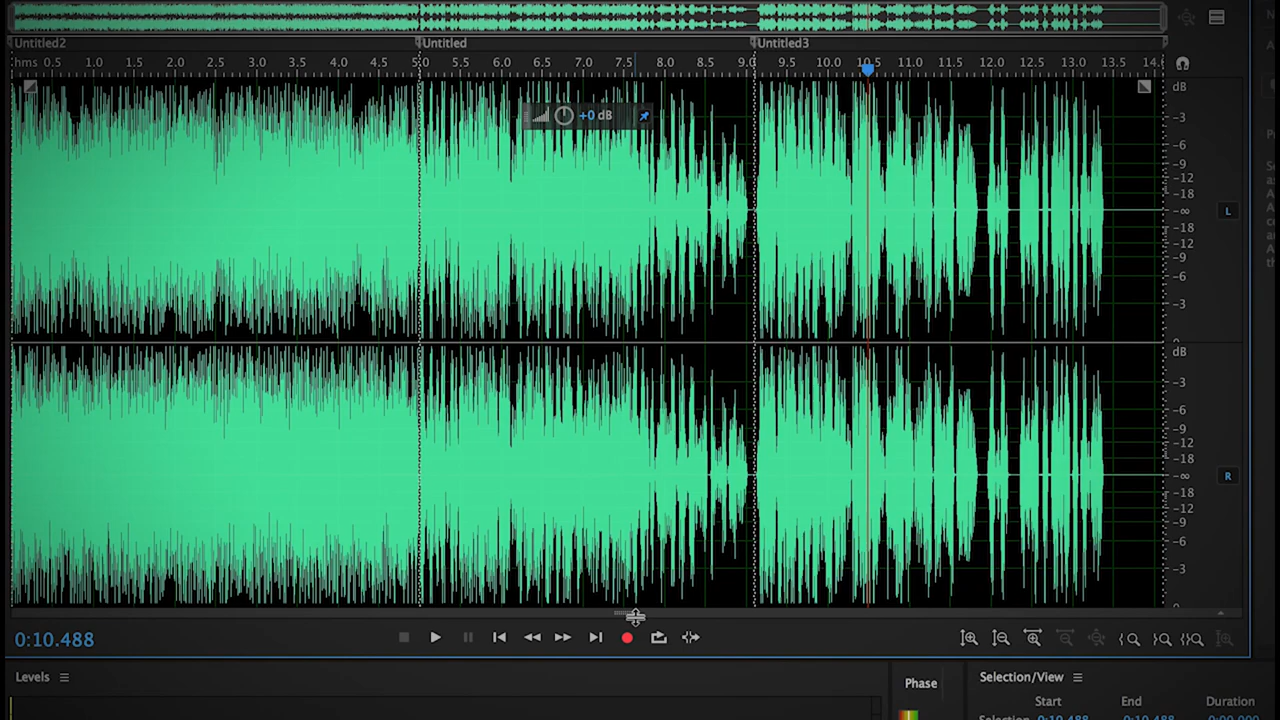 Untitled2 Untitled Untitled3
hms 0.5 1.0 1.5 2.0 2.5 3.0 3.5 4.0 4.5 5.0 5.5 6.0 6.5 7.0 7.5 8.0 8.5 9.0 9.5 10.0 10.5 11.0 11.5 12.0 12.5 13.0 13.5 14.
dB
+0 dB
-3
-6
-9
-12
-18
-∞ L
-18
-12
-9
-6
-3
dB
-3
-6
-9
-12
-18
-∞ R
-18
-12
-9
-6
-3
0:10.488
Levels Phase Selection/View
Start End Duration